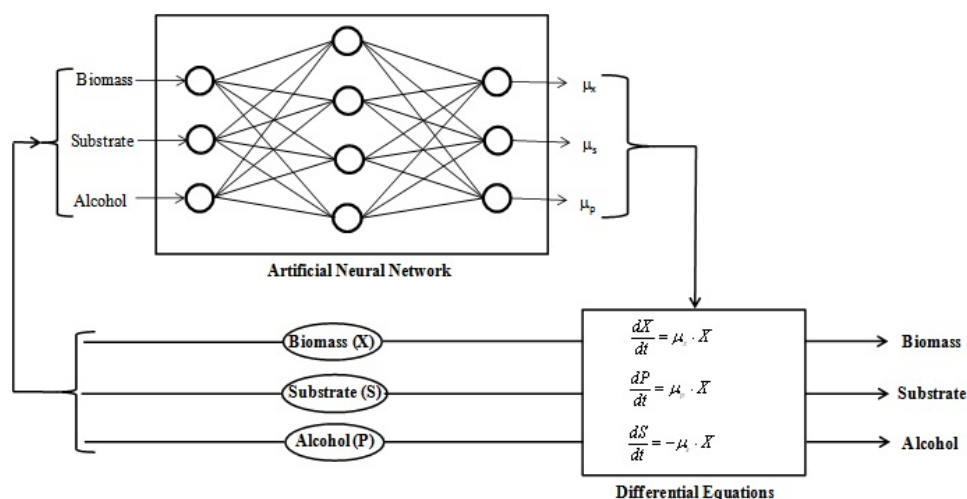 Biomass
Substrate
Alcohol
μx
μs
μp
Artificial Neural Network
Biomass (X)
Substrate (S)
Alcohol (P)
dX/dt = μx · X
dP/dt = μp · X
dS/dt = −μs · X
Biomass
Substrate
Alcohol
Differential Equations